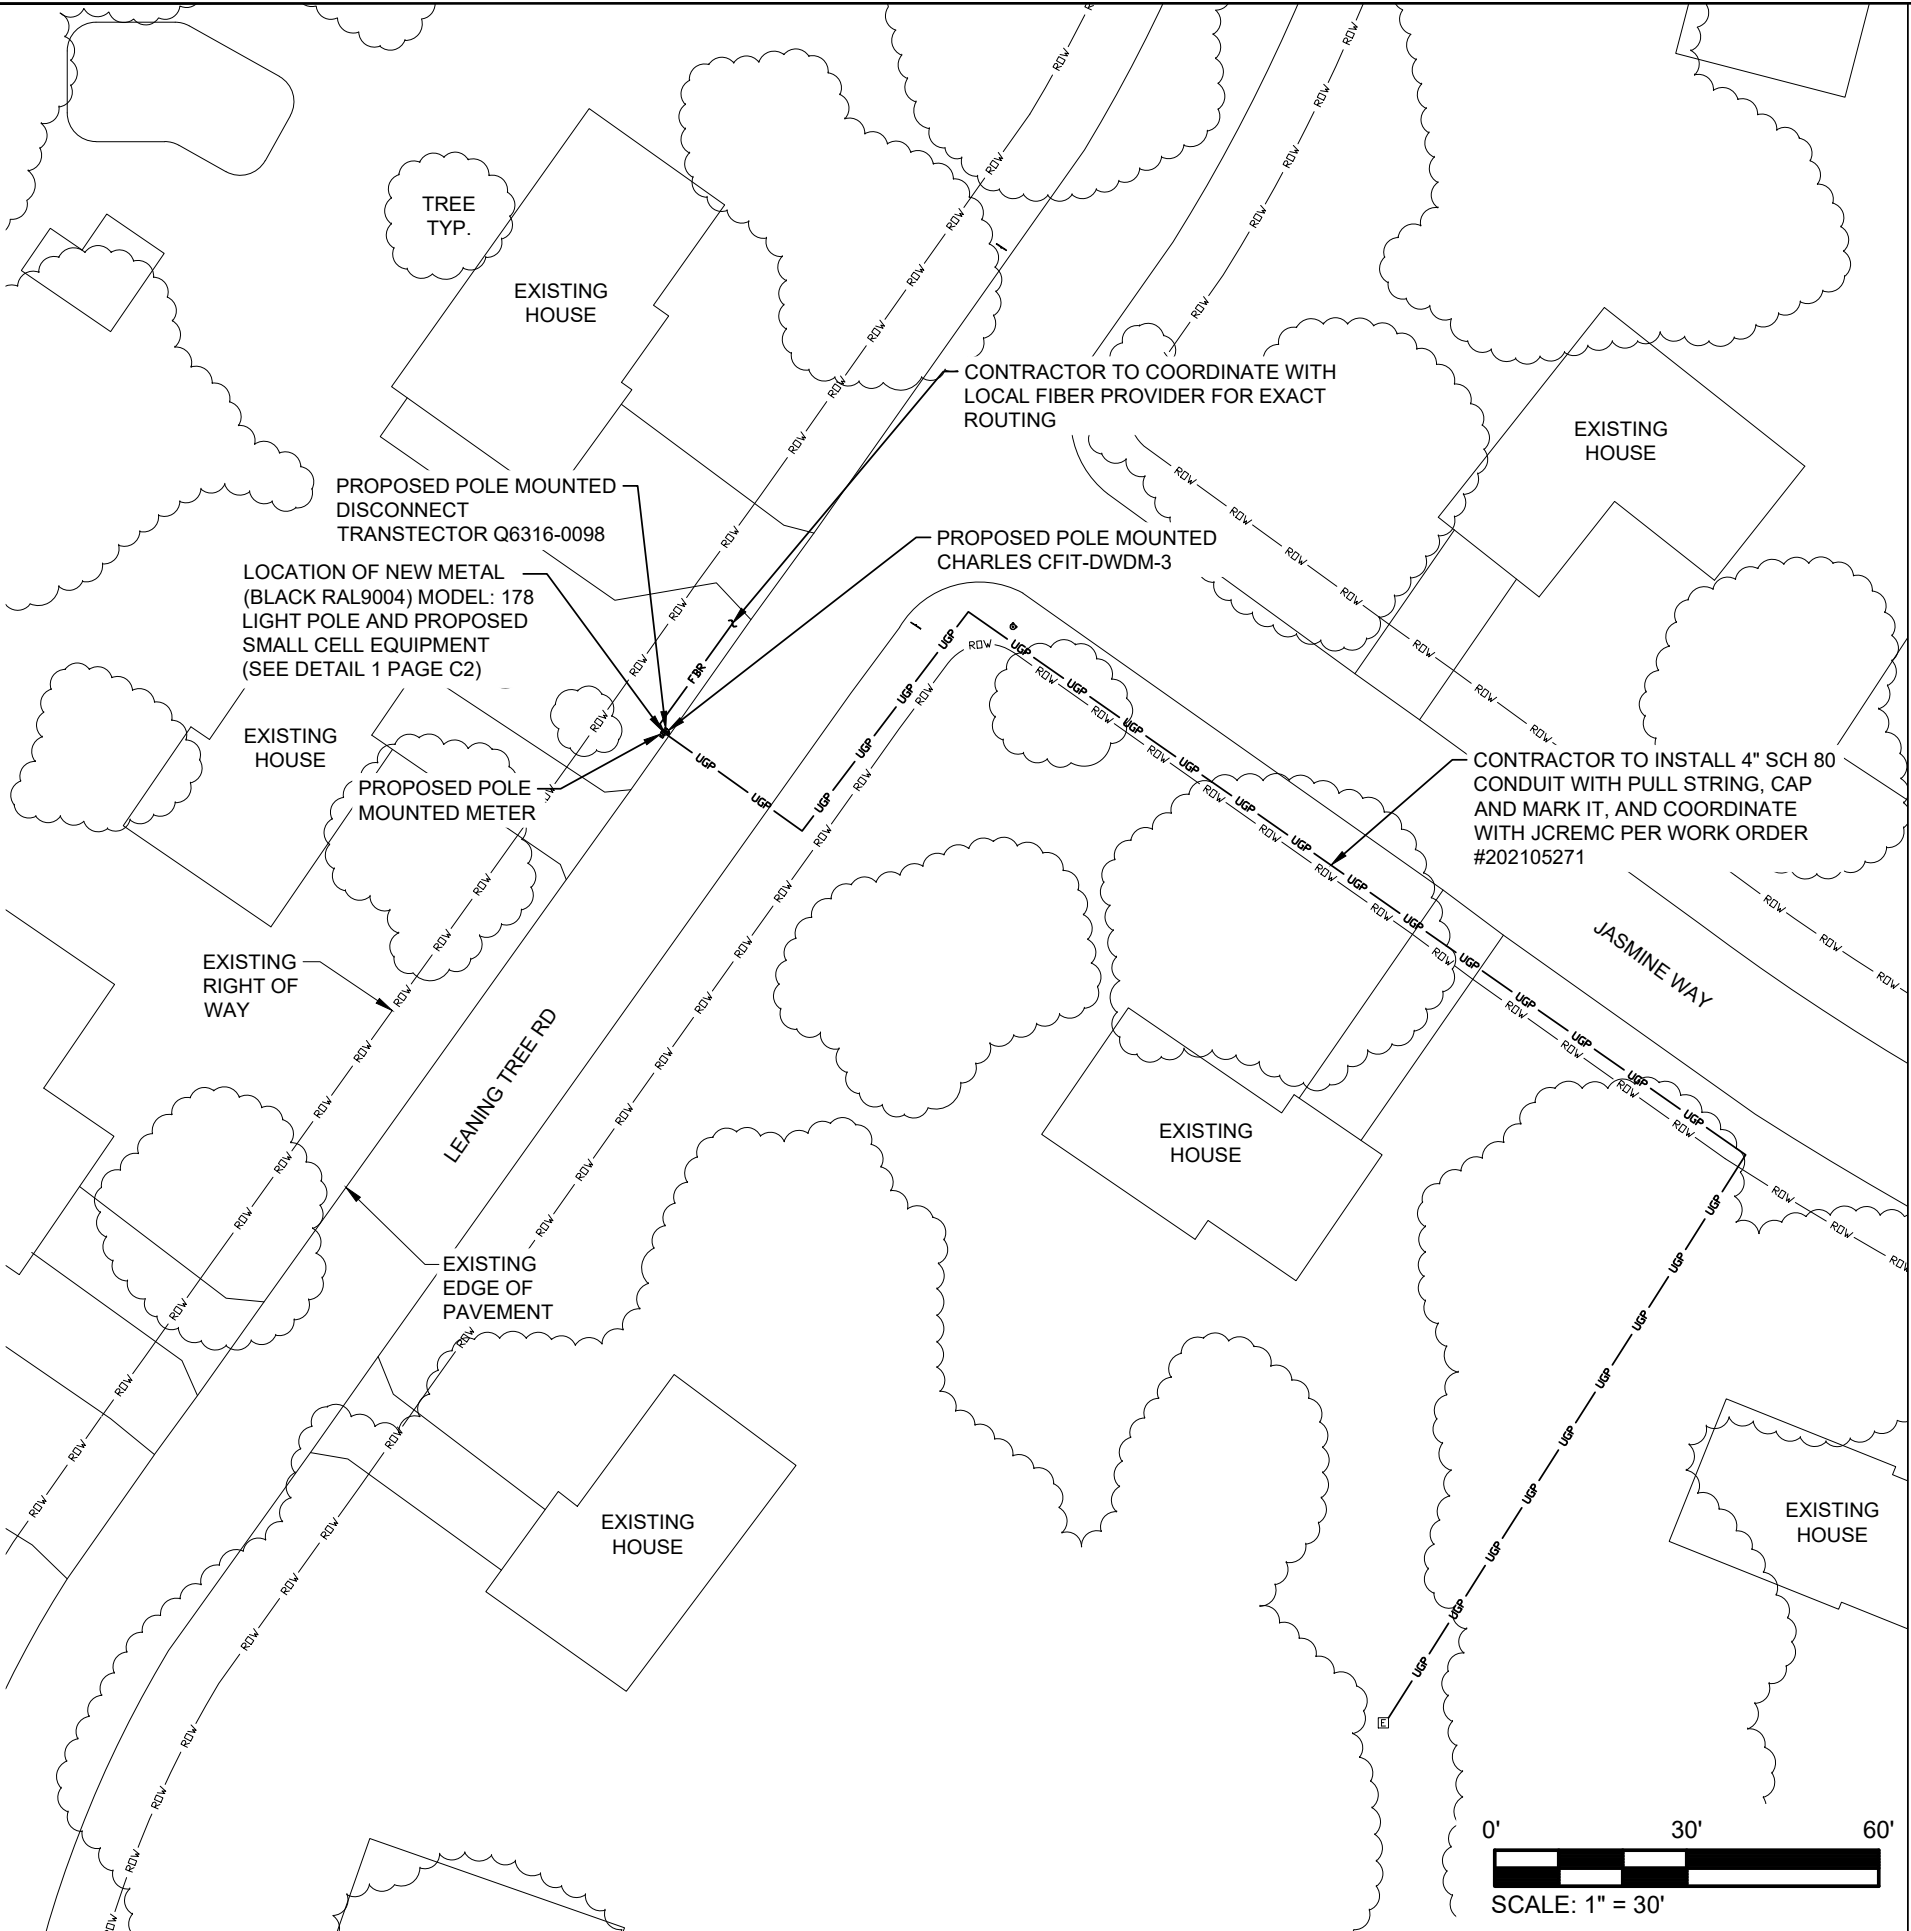 TREE
TYP.
EXISTING
HOUSE
CONTRACTOR TO COORDINATE WITH
LOCAL FIBER PROVIDER FOR EXACT
ROUTING
EXISTING
HOUSE
PROPOSED POLE MOUNTED
DISCONNECT
TRANSTECTOR Q6316-0098
PROPOSED POLE MOUNTED
CHARLES CFIT-DWDM-3
LOCATION OF NEW METAL
(BLACK RAL9004) MODEL: 178
LIGHT POLE AND PROPOSED
SMALL CELL EQUIPMENT
(SEE DETAIL 1 PAGE C2)
FBR
UGP
ROW
EXISTING
HOUSE
PROPOSED POLE
MOUNTED METER
CONTRACTOR TO INSTALL 4" SCH 80
CONDUIT WITH PULL STRING, CAP
AND MARK IT, AND COORDINATE
WITH JCREMC PER WORK ORDER
#202105271
JASMINE WAY
EXISTING
RIGHT OF
WAY
LEANING TREE RD
EXISTING
HOUSE
EXISTING
EDGE OF
PAVEMENT
EXISTING
HOUSE
EXISTING
HOUSE
E
0' 30' 60'
SCALE: 1" = 30'